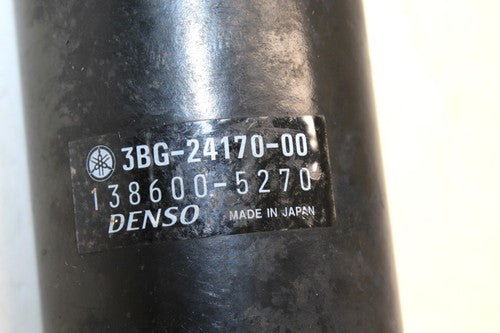 3BG-24170-00
138600-5270
DENSO MADE IN JAPAN